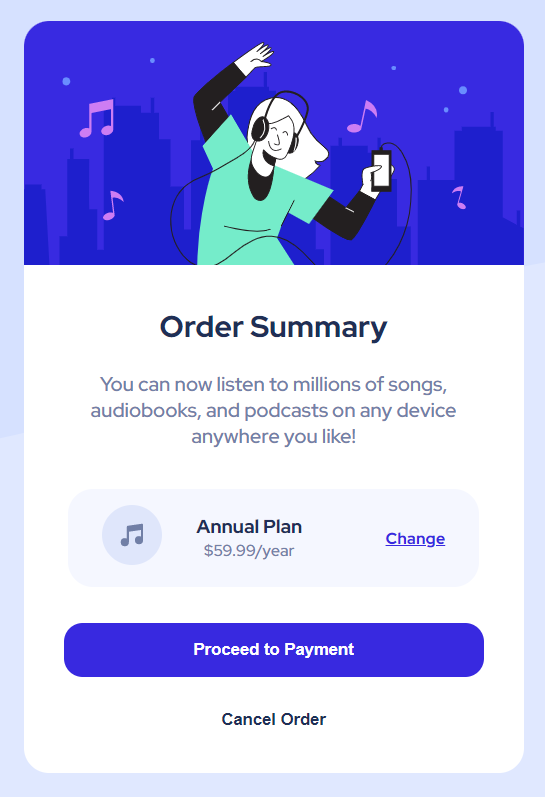 Order Summary
You can now listen to millions of songs,
audiobooks, and podcasts on any device
anywhere you like!
Annual Plan
$59.99/year
Change
Proceed to Payment
Cancel Order